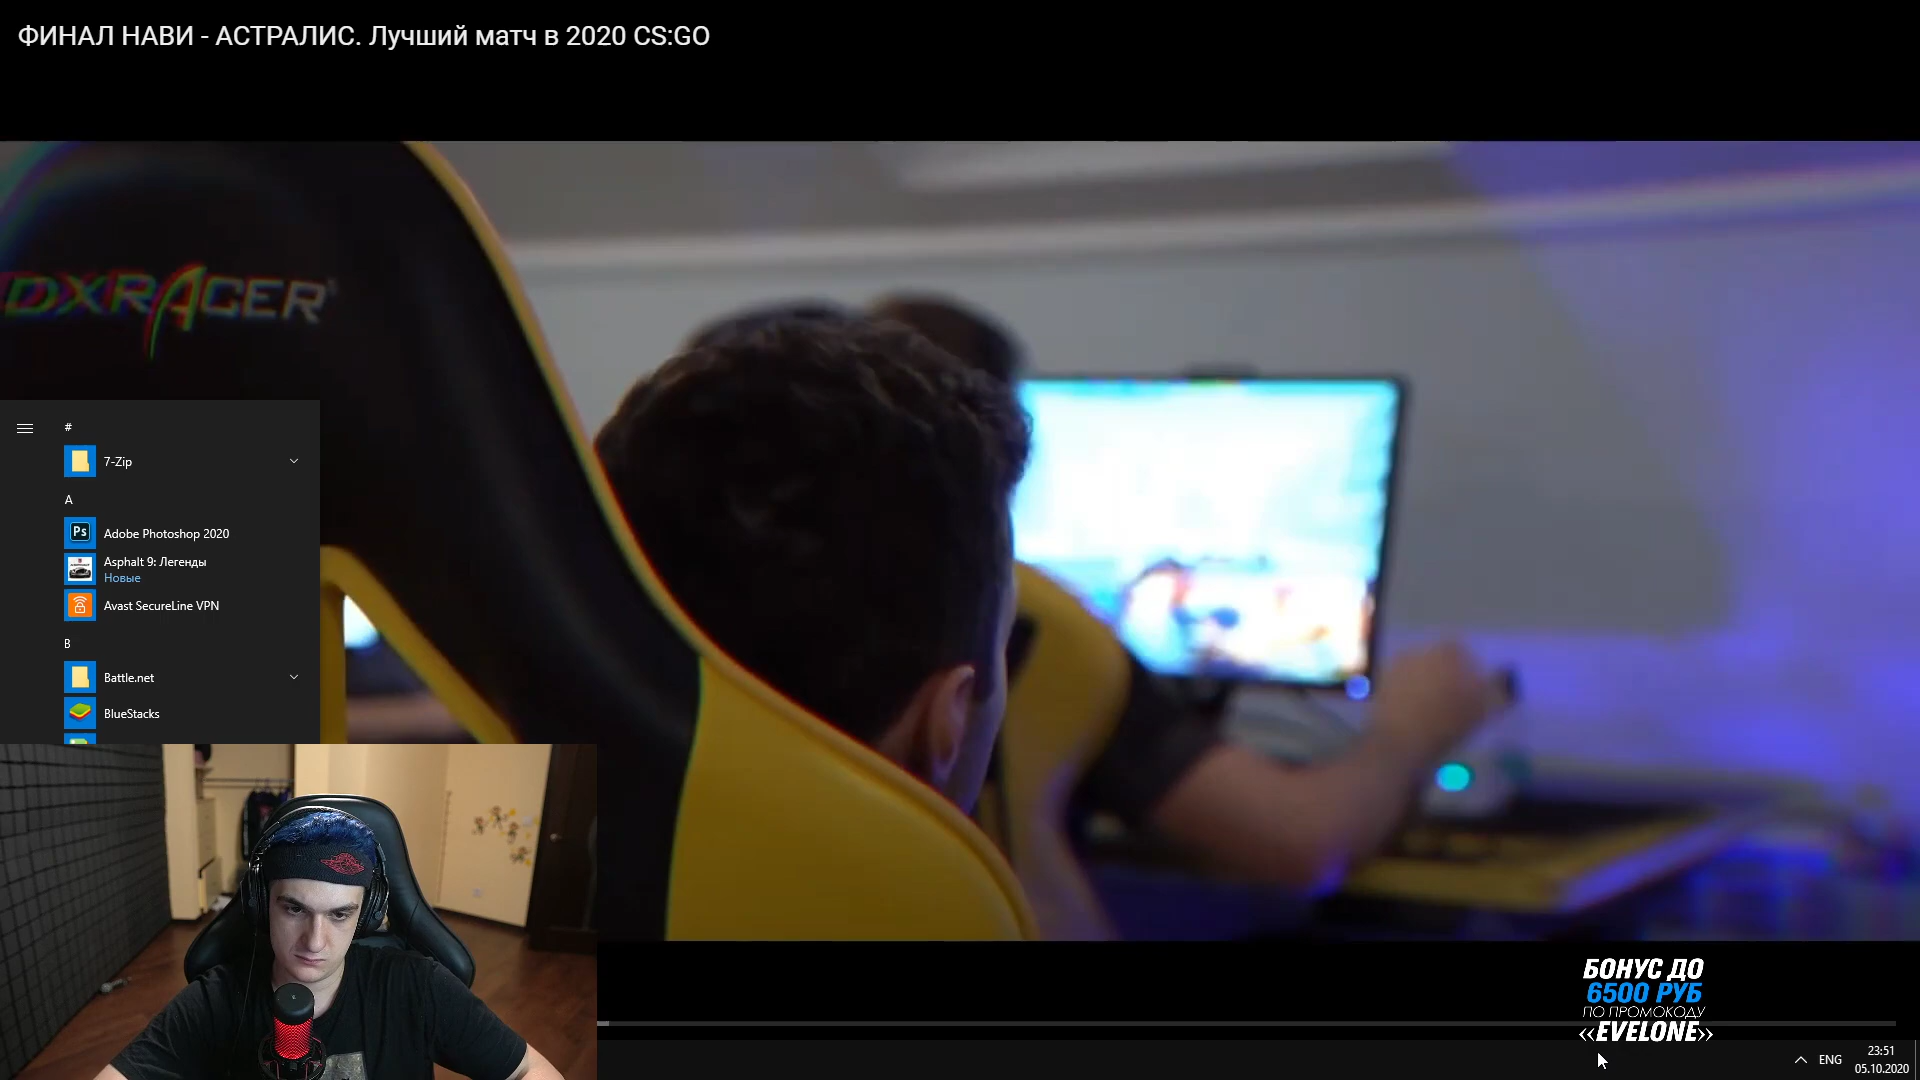 ФИНАЛ НАВИ - АСТРАЛИС. Лучший матч в 2020 CS:GO
DXRACER
#
7-Zip
A
Ps
Adobe Photoshop 2020
Asphalt 9: Легенды
Новые
Avast SecureLine VPN
B
Battle.net
BlueStacks
БОНУС ДО
6500 РУБ
ПО ПРОМОКОДУ
«EVELONE»
ENG
23:51
05.10.2020